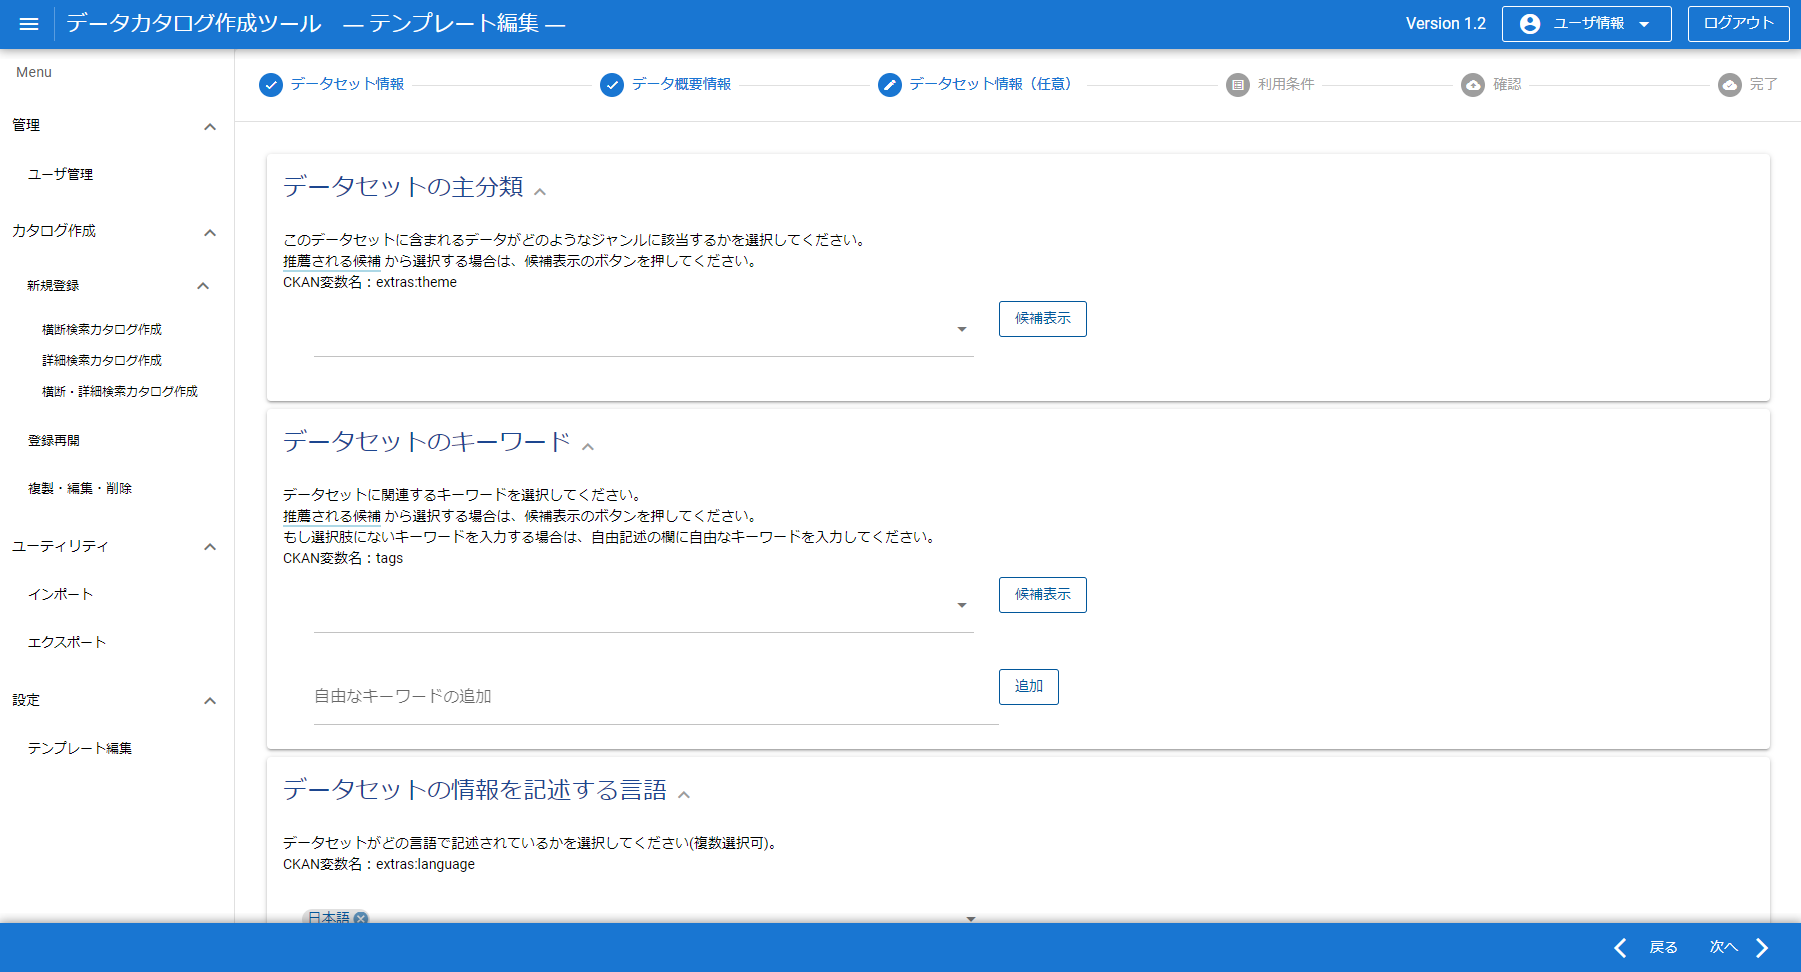 データカタログ作成ツール ― テンプレート編集 ―
Version 1.2
ユーザ情報
ログアウト
Menu
管理
ユーザ管理
カタログ作成
新規登録
横断検索カタログ作成
詳細検索カタログ作成
横断・詳細検索カタログ作成
登録再開
複製・編集・削除
ユーティリティ
インポート
エクスポート
設定
テンプレート編集
データセット情報
データ概要情報
データセット情報（任意）
利用条件
確認
完了
データセットの主分類
このデータセットに含まれるデータがどのようなジャンルに該当するかを選択してください。
推薦される候補 から選択する場合は、候補表示のボタンを押してください。
CKAN変数名：extras:theme
候補表示
データセットのキーワード
データセットに関連するキーワードを選択してください。
推薦される候補 から選択する場合は、候補表示のボタンを押してください。
もし選択肢にないキーワードを入力する場合は、自由記述の欄に自由なキーワードを入力してください。
CKAN変数名：tags
候補表示
自由なキーワードの追加
追加
データセットの情報を記述する言語
データセットがどの言語で記述されているかを選択してください(複数選択可)。
CKAN変数名：extras:language
日本語
戻る
次へ